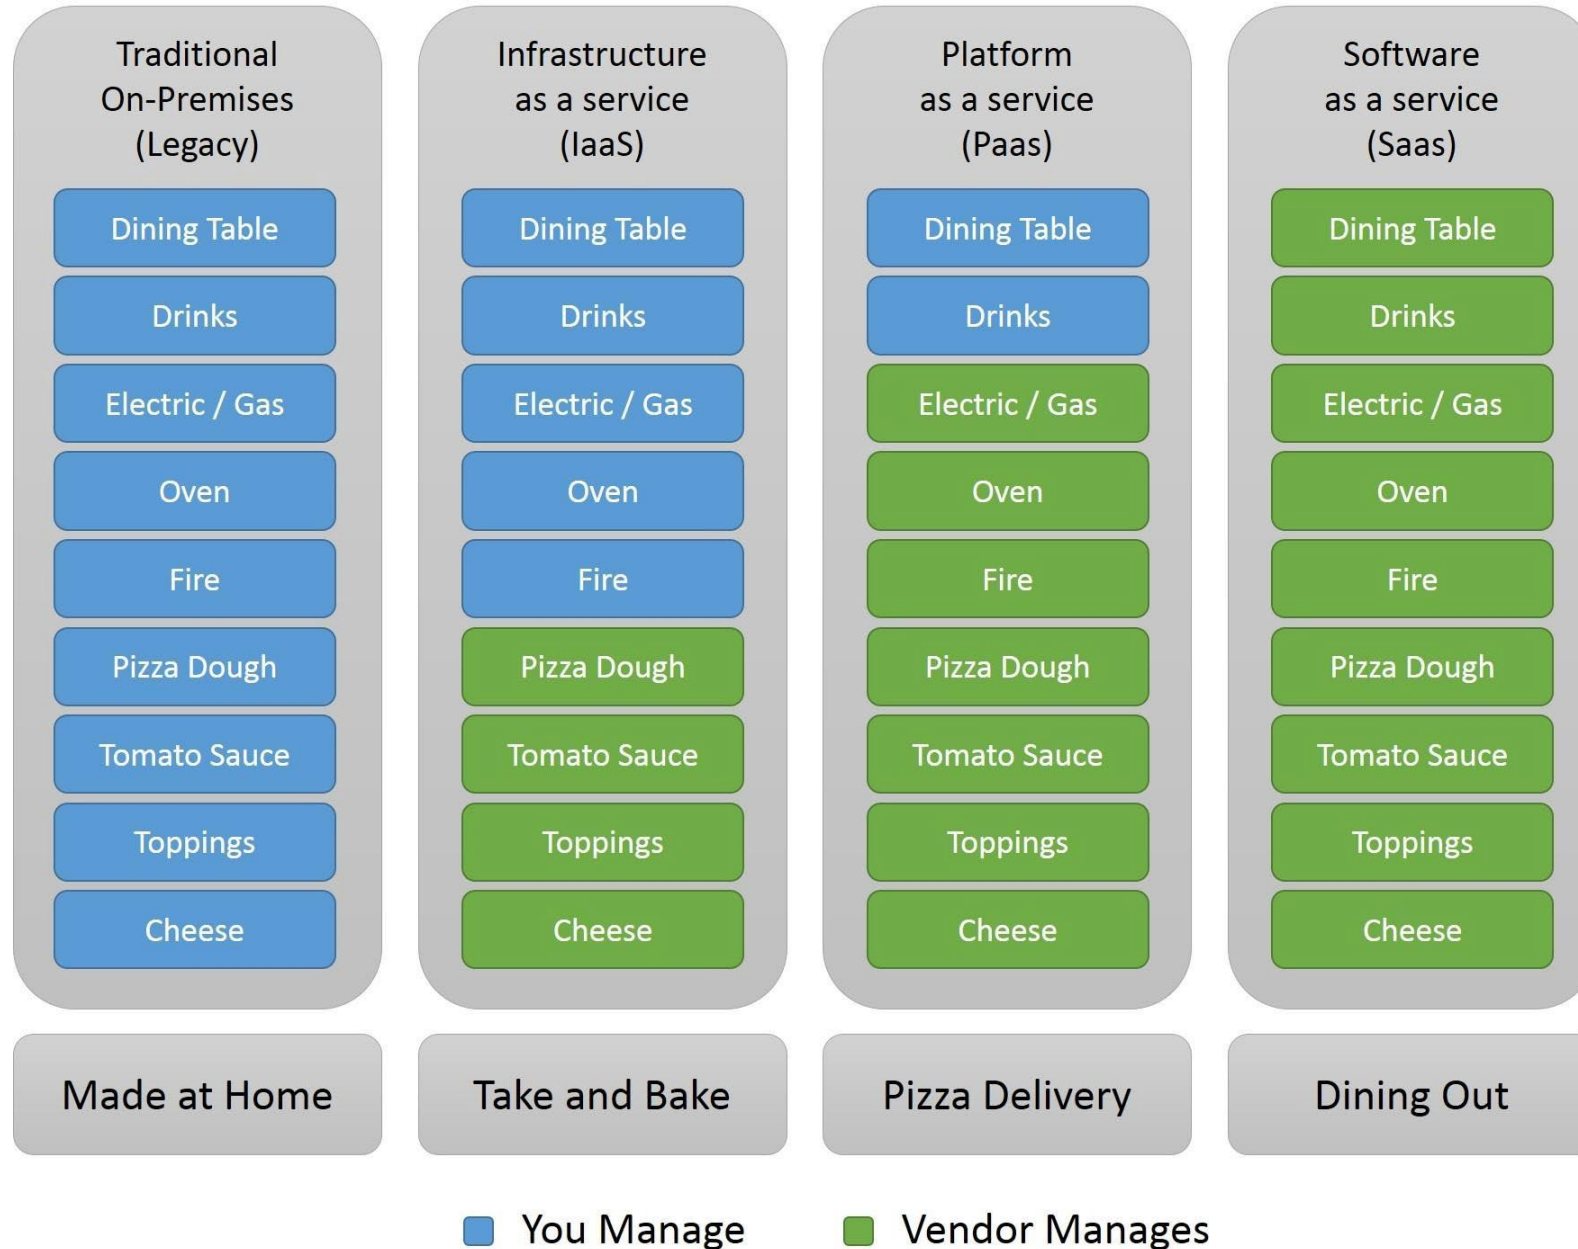 Traditional
On-Premises
(Legacy)
Dining Table
Drinks
Electric / Gas
Oven
Fire
Pizza Dough
Tomato Sauce
Toppings
Cheese
Made at Home
Infrastructure
as a service
(IaaS)
Dining Table
Drinks
Electric / Gas
Oven
Fire
Pizza Dough
Tomato Sauce
Toppings
Cheese
Take and Bake
Platform
as a service
(Paas)
Dining Table
Drinks
Electric / Gas
Oven
Fire
Pizza Dough
Tomato Sauce
Toppings
Cheese
Pizza Delivery
Software
as a service
(Saas)
Dining Table
Drinks
Electric / Gas
Oven
Fire
Pizza Dough
Tomato Sauce
Toppings
Cheese
Dining Out
You Manage
Vendor Manages